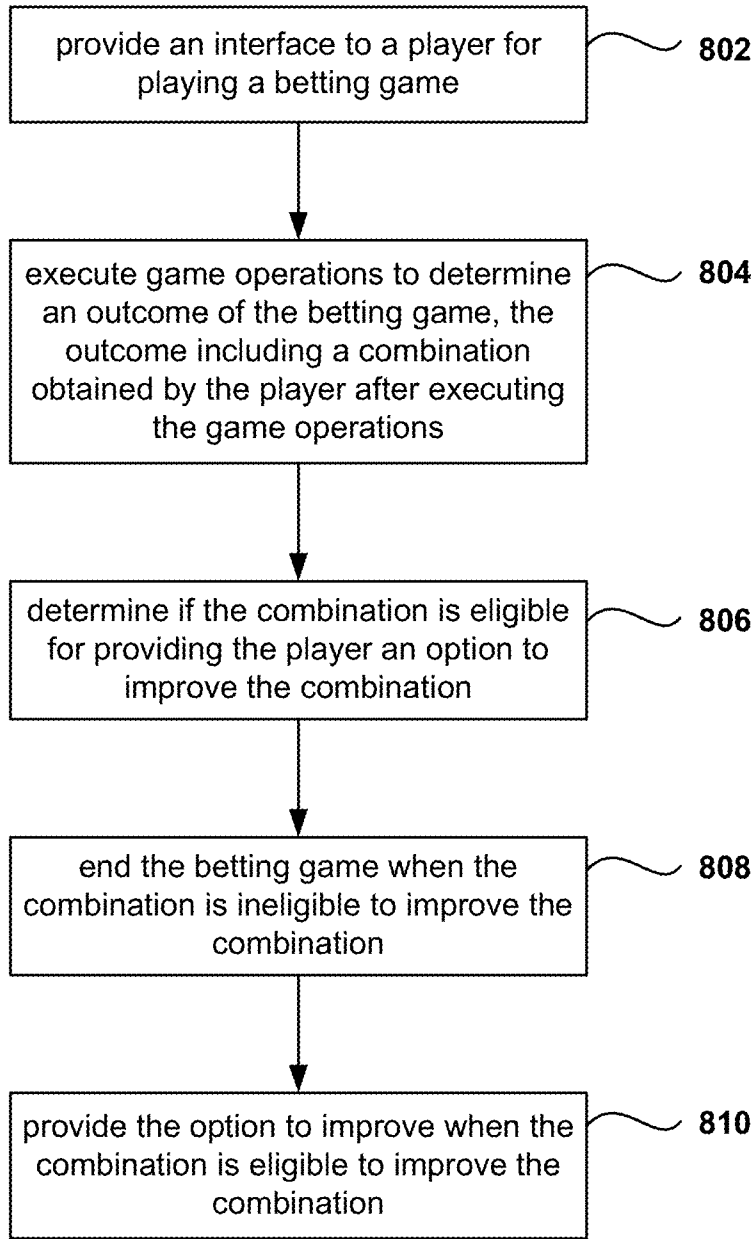 provide an interface to a player for
playing a betting game
802
execute game operations to determine
an outcome of the betting game, the
outcome including a combination
obtained by the player after executing
the game operations
804
determine if the combination is eligible
for providing the player an option to
improve the combination
806
end the betting game when the
combination is ineligible to improve the
combination
808
provide the option to improve when the
combination is eligible to improve the
combination
810